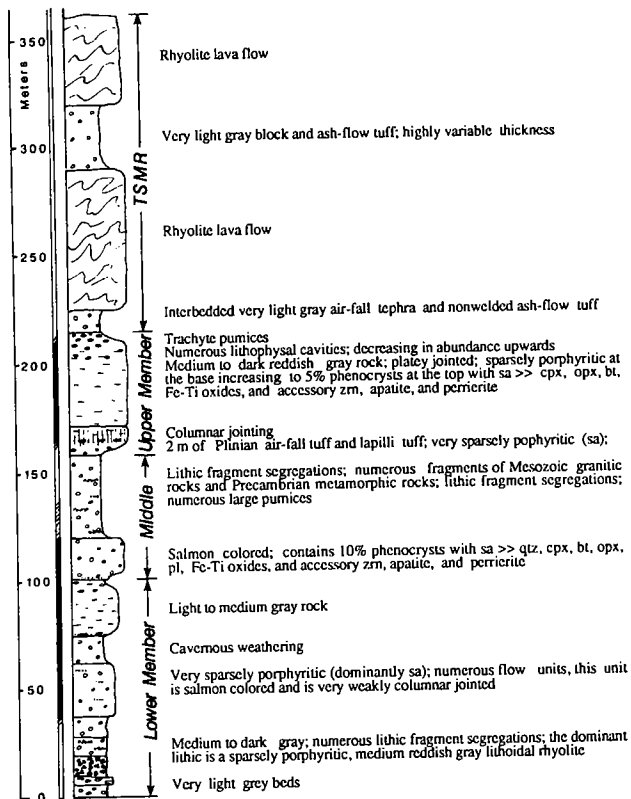 350
Meters
300
250
200
150
100
50
0
TSMR
Upper Member
Middle
Lower Member
Rhyolite lava flow
Very light gray block and ash-flow tuff; highly variable thickness
Rhyolite lava flow
Interbedded very light gray air-fall tephra and nonwelded ash-flow tuff
Trachyte pumices
Numerous lithophysal cavities; decreasing in abundance upwards
Medium to dark reddish gray rock; platey jointed; sparsely porphyritic at
the base increasing to 5% phenocrysts at the top with sa >> cpx, opx, bt,
Fe-Ti oxides, and accessory zrn, apatite, and perrierite
Columnar jointing
2 m of Plinian air-fall tuff and lapilli tuff; very sparsely pophyritic (sa);
Lithic fragment segregations; numerous fragments of Mesozoic granitic
rocks and Precambrian metamorphic rocks; lithic fragment segregations;
numerous large pumices
Salmon colored; contains 10% phenocrysts with sa >> qtz, cpx, bt, opx,
pl, Fe-Ti oxides, and accessory zrn, apatite, and perrierite
Light to medium gray rock
Cavernous weathering
Very sparsely porphyritic (dominantly sa); numerous flow units, this unit
is salmon colored and is very weakly columnar jointed
Medium to dark gray; numerous lithic fragment segregations; the dominant
lithic is a sparsely porphyritic, medium reddish gray lithoidal rhyolite
Very light grey beds